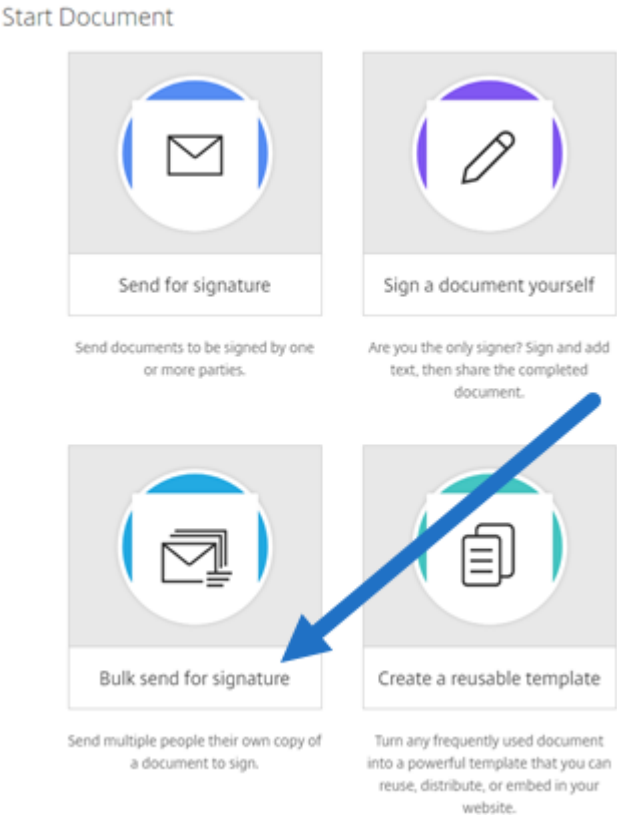 Start Document
Send for signature
Send documents to be signed by one
or more parties.
Sign a document yourself
Are you the only signer? Sign and add
text, then share the completed
document.
Bulk send for signature
Send multiple people their own copy of
a document to sign.
Create a reusable template
Turn any frequently used document
into a powerful template that you can
reuse, distribute, or embed in your
website.